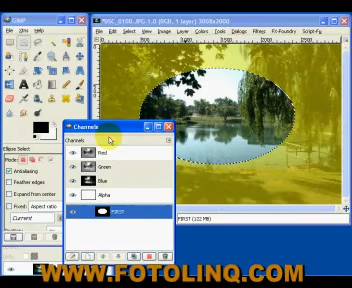 GIMP
*DSC_0100.JPG 1.0 (RGB, 1 layer) 3008x2000
File Xtns Help
File Edit Select View Image Layer Colors Tools Dialogs Filters FX-Foundry Script-Fu
Channels
Channels
Red
Green
Blue
Alpha
FIRST
Ellipse Select
Mode:
Antialiasing
Feather edges
Expand from center
Fixed: Aspect ratio
Current
FIRST (122 MB)
WWW.FOTOLINQ.COM